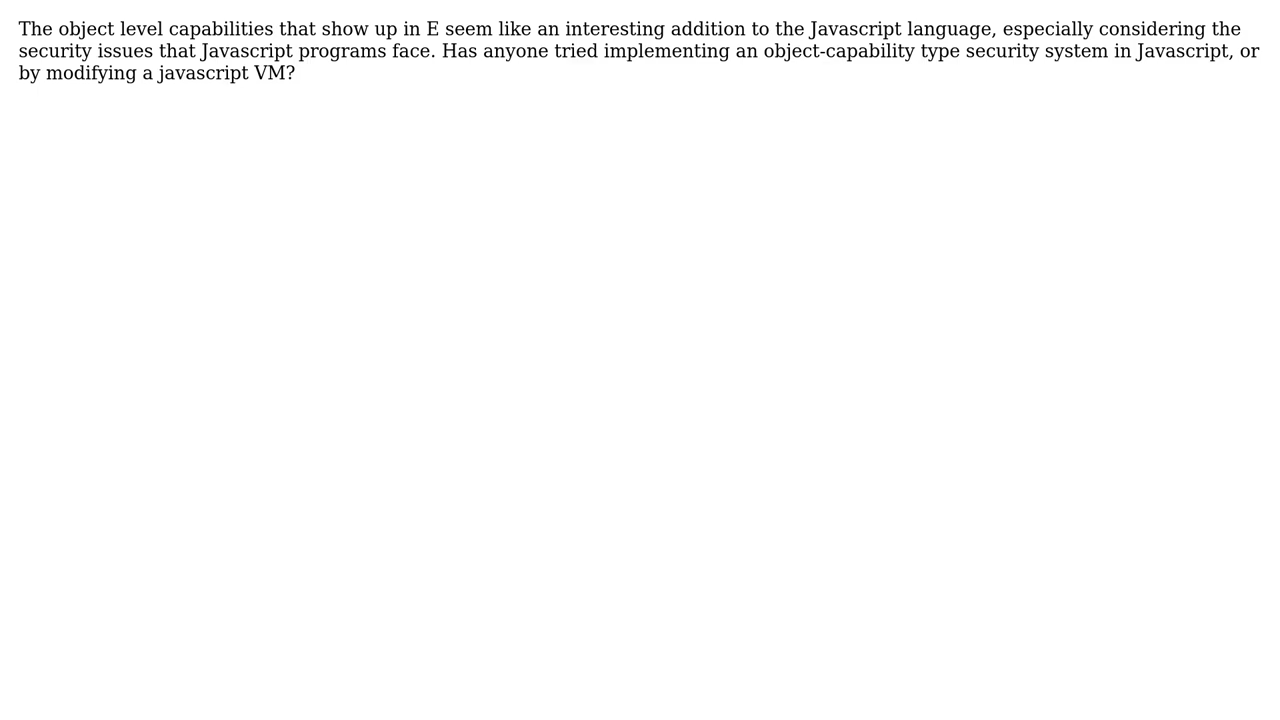 The object level capabilities that show up in E seem like an interesting addition to the Javascript language, especially considering the
security issues that Javascript programs face. Has anyone tried implementing an object-capability type security system in Javascript, or
by modifying a javascript VM?